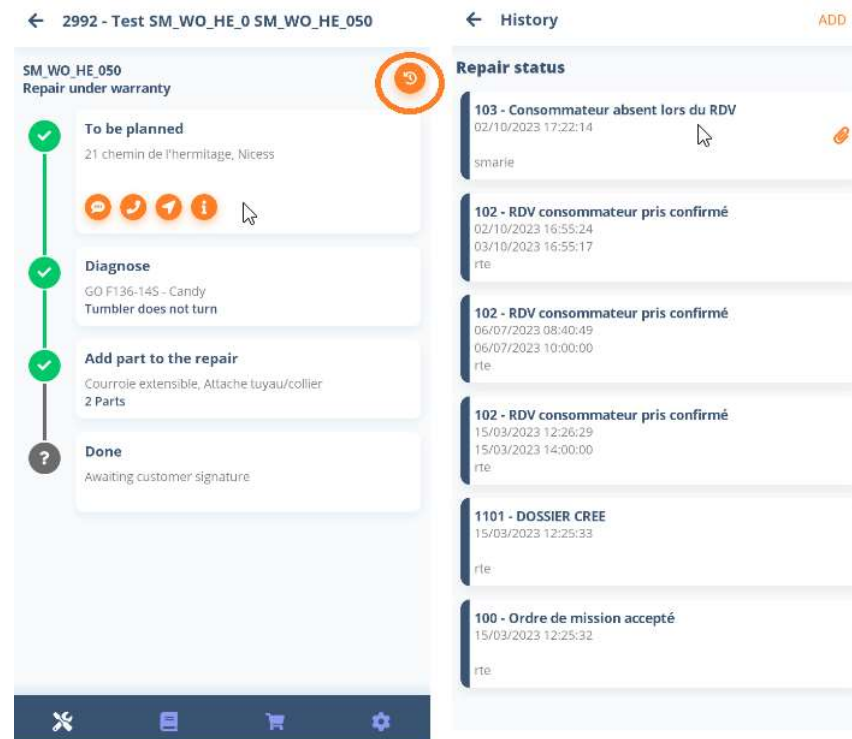 2992 - Test SM_WO_HE_0 SM_WO_HE_050
SM_WO_HE_050
Repair under warranty
To be planned
21 chemin de l'hermitage, Nicess
Diagnose
GO F136-14S - Candy
Tumbler does not turn
Add part to the repair
Courroie extensible, Attache tuyau/collier
2 Parts
?
Done
Awaiting customer signature
History
ADD
Repair status
103 - Consommateur absent lors du RDV
02/10/2023 17:22:14
smarie
102 - RDV consommateur pris confirmé
02/10/2023 16:55:24
03/10/2023 16:55:17
rte
102 - RDV consommateur pris confirmé
06/07/2023 08:40:49
06/07/2023 10:00:00
rte
102 - RDV consommateur pris confirmé
15/03/2023 12:26:29
15/03/2023 14:00:00
rte
1101 - DOSSIER CREE
15/03/2023 12:25:33
rte
100 - Ordre de mission accepté
15/03/2023 12:25:32
rte